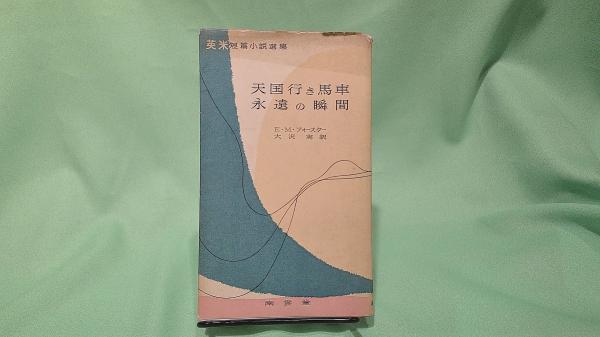 英米短篇小説選集
天国行き馬車
永遠の瞬間
E・M・フォースター
大沢 実 訳
南雲堂